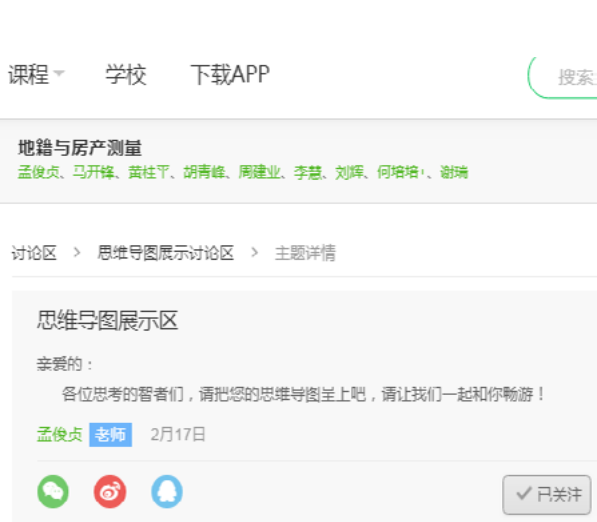 课程 学校 下载APP 搜索
地籍与房产测量
孟俊贞、马开锋、黄桂平、胡青峰、周建业、李慧、刘辉、何培培、谢瑞
讨论区 > 思维导图展示讨论区 > 主题详情
思维导图展示区
亲爱的：
各位思考的智者们，请把您的思维导图呈上吧，请让我们一起和你畅游！
孟俊贞 老师 2月17日
已关注